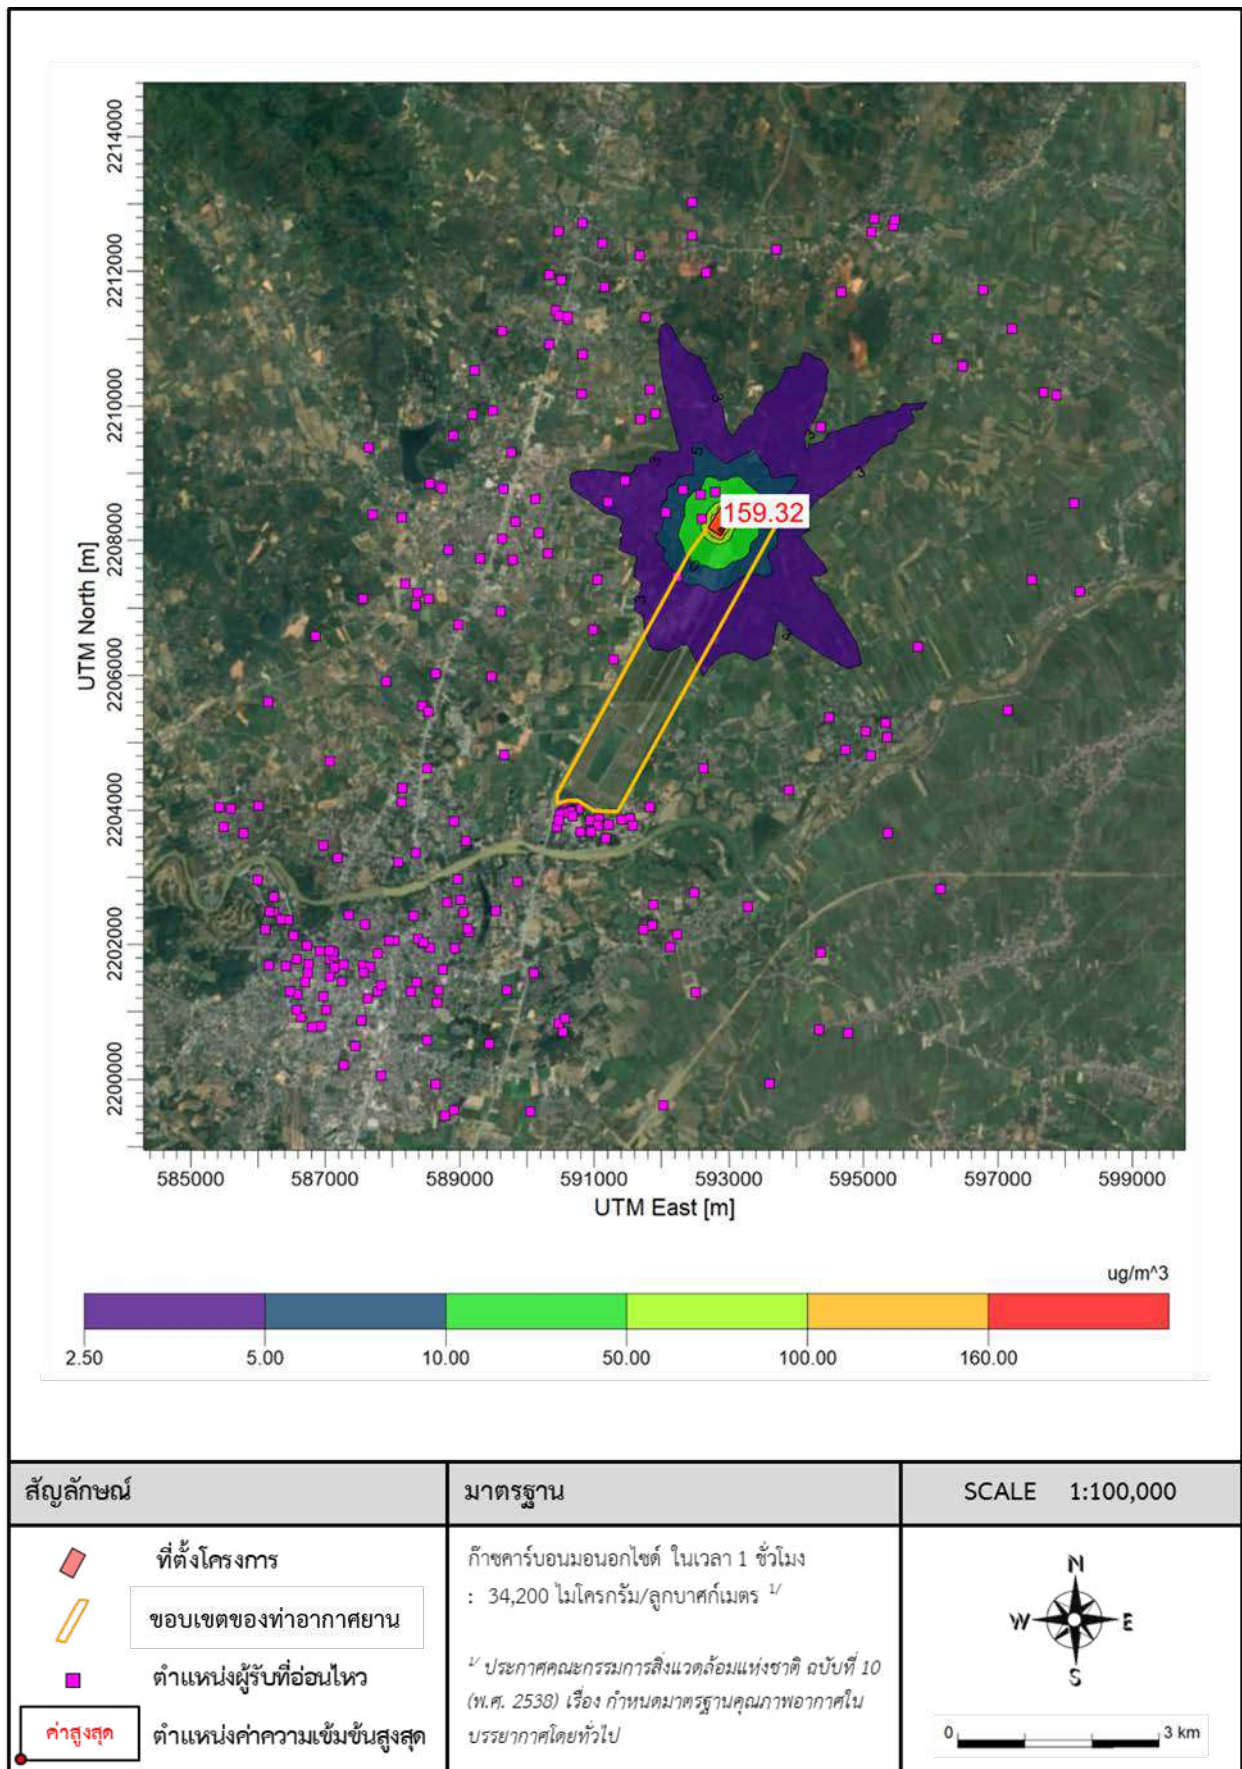 2214000
2212000
2210000
2208000
2206000
2204000
2202000
2200000
UTM North [m]
159.32
3
3
3
3
5
3
3
585000 587000 589000 591000 593000 595000 597000 599000
UTM East [m]
ug/m^3
2.50 5.00 10.00 50.00 100.00 160.00
สัญลักษณ์
ที่ตั้งโครงการ
ขอบเขตของท่าอากาศยาน
ตำแหน่งผู้รับที่อ่อนไหว
ค่าสูงสุด ตำแหน่งค่าความเข้มข้นสูงสุด
มาตรฐาน
ก๊าซคาร์บอนมอนอกไซด์ ในเวลา 1 ชั่วโมง
: 34,200 ไมโครกรัม/ลูกบาศก์เมตร 1/
1/ ประกาศคณะกรรมการสิ่งแวดล้อมแห่งชาติ ฉบับที่ 10
(พ.ศ. 2538) เรื่อง กำหนดมาตรฐานคุณภาพอากาศใน
บรรยากาศโดยทั่วไป
SCALE 1:100,000
N
W E
S
0 3 km